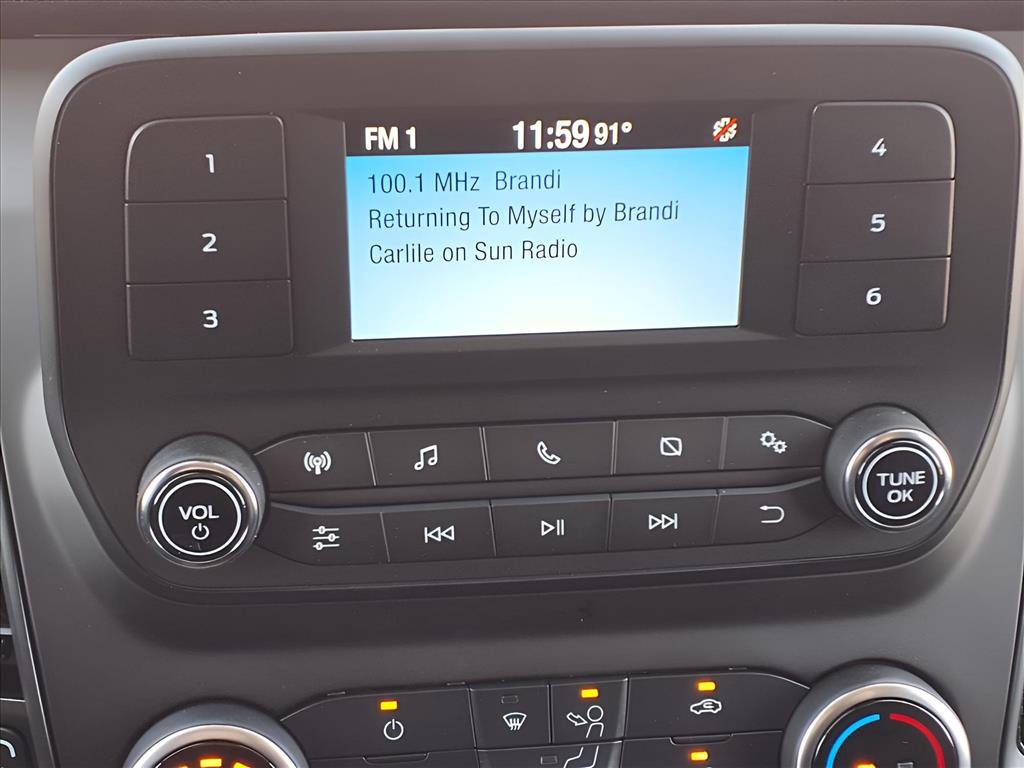 FM 1 11:59 91°
100.1 MHz Brandi
Returning To Myself by Brandi
Carlile on Sun Radio
1
2
3
4
5
6
VOL
TUNE
OK